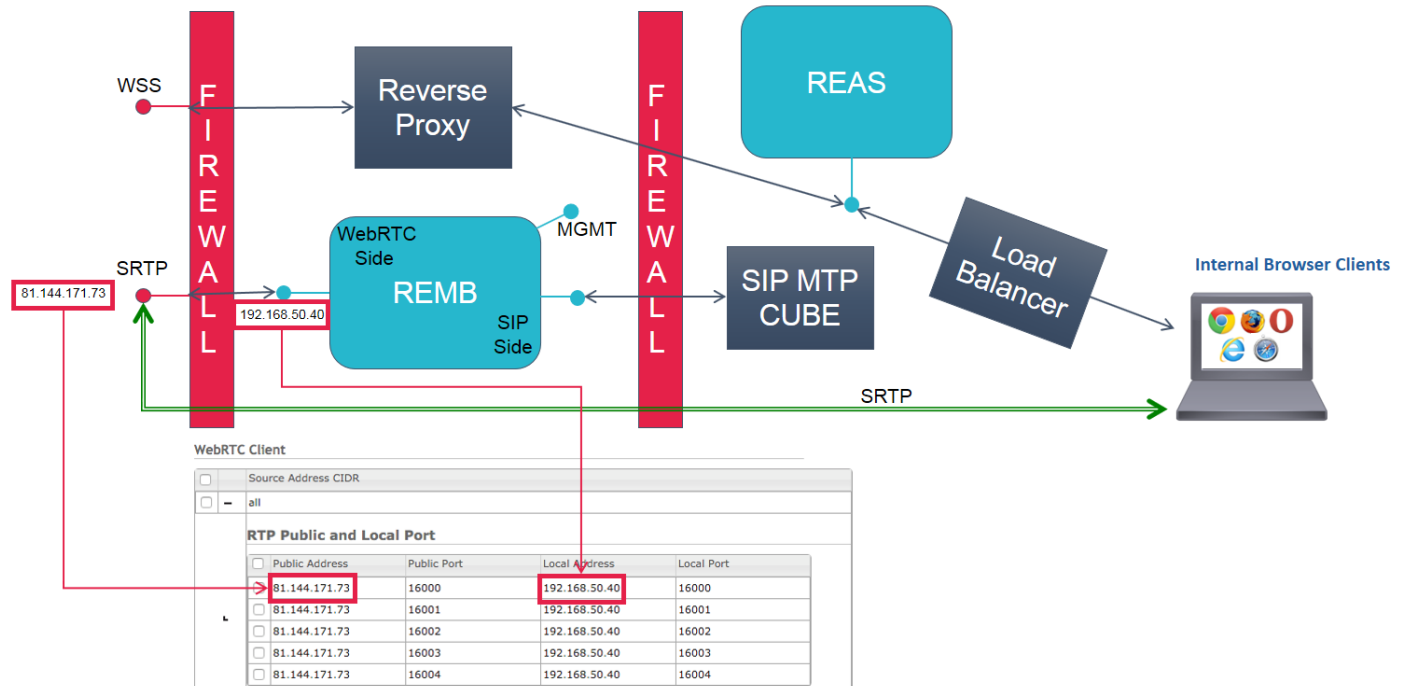 WSS
FIREWALL
Reverse
Proxy
FIREWALL
REAS
SRTP
81.144.171.73
192.168.50.40
WebRTC
Side
REMB
SIP
Side
MGMT
SIP MTP
CUBE
Load
Balancer
Internal Browser Clients
SRTP
WebRTC Client
Source Address CIDR
all
RTP Public and Local Port
Public Address Public Port Local Address Local Port
81.144.171.73 16000 192.168.50.40 16000
81.144.171.73 16001 192.168.50.40 16001
81.144.171.73 16002 192.168.50.40 16002
81.144.171.73 16003 192.168.50.40 16003
81.144.171.73 16004 192.168.50.40 16004